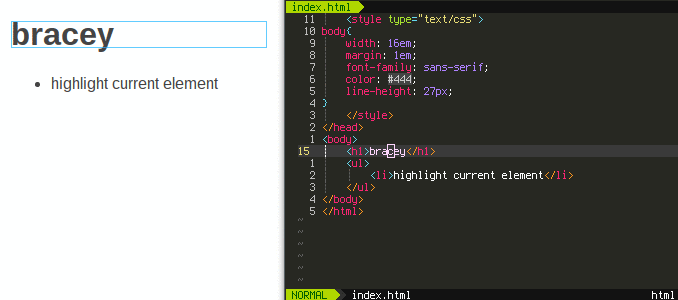 bracey
• highlight current element
index.html
11 <style type="text/css">
10 body{
9 width: 16em;
8 margin: 1em;
7 font-family: sans-serif;
6 color: #444;
5 line-height: 27px;
4 }
3 </style>
2 </head>
1 <body>
15 <h1>bracey</h1>
1 <ul>
2 <li>highlight current element</li>
3 </ul>
4 </body>
5 </html>
~
~
~
~
~
~
NORMAL index.html html